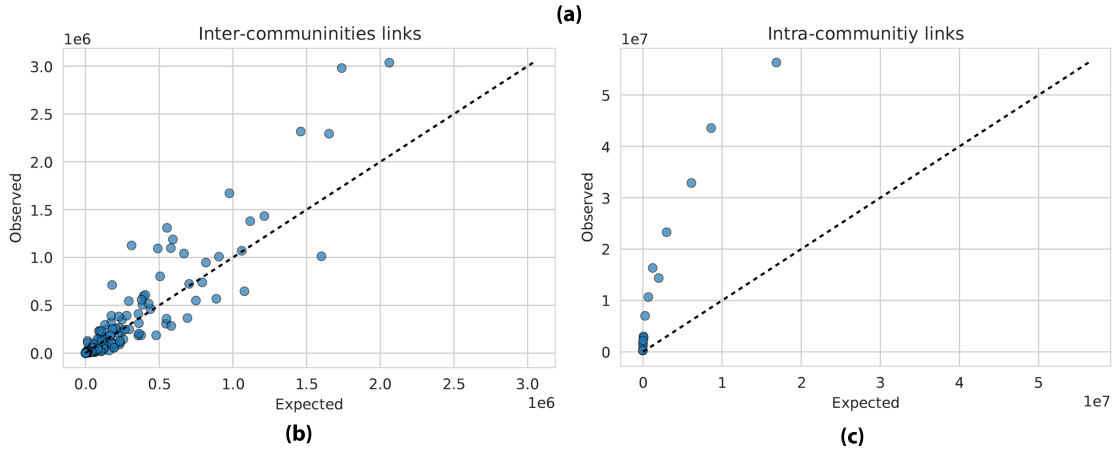 (a)
Inter-communinities links
1e6
3.0
2.5
2.0
1.5
1.0
0.5
0.0
Observed
0.0 0.5 1.0 1.5 2.0 2.5 3.0
Expected
1e6
(b)
Intra-communitiy links
1e7
5
4
3
2
1
0
Observed
0 1 2 3 4 5
Expected
1e7
(c)